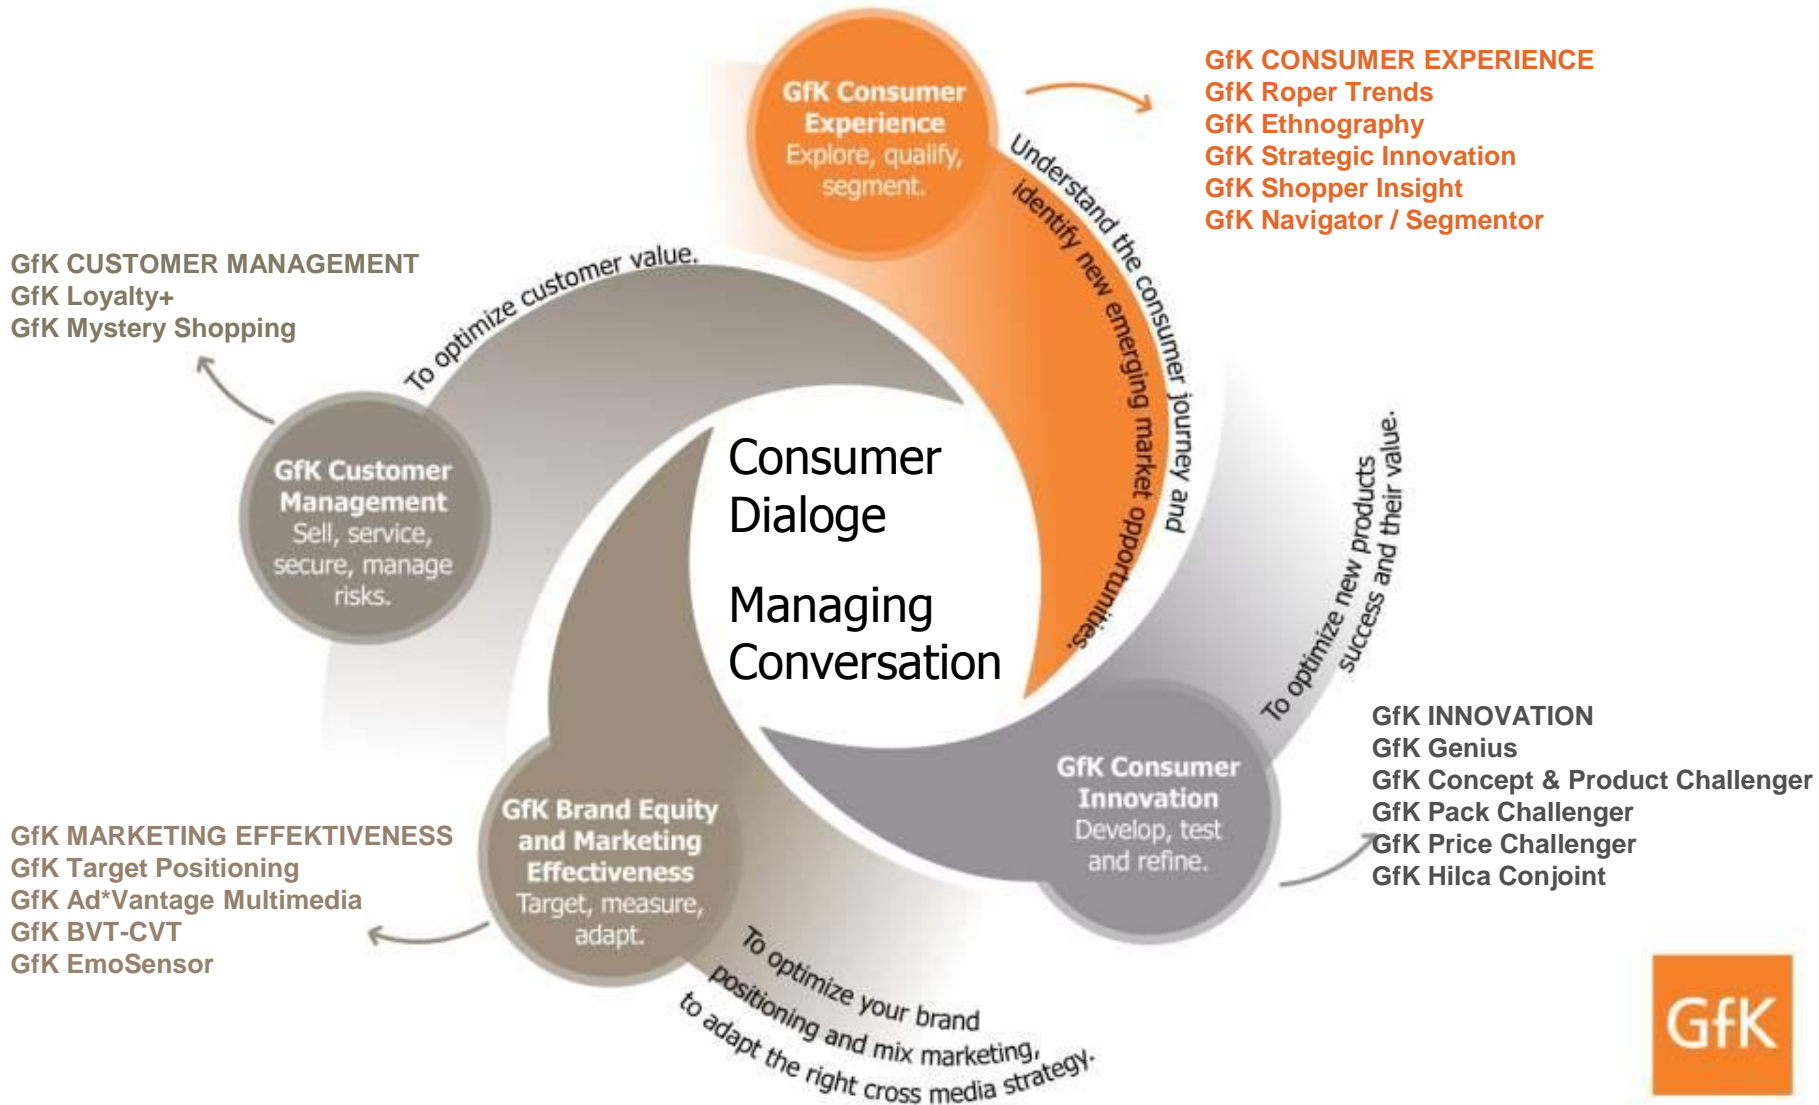 GfK Consumer
Experience
Explore, qualify,
segment.
GfK CONSUMER EXPERIENCE
GfK Roper Trends
GfK Ethnography
GfK Strategic Innovation
GfK Shopper Insight
GfK Navigator / Segmentor
Understand the consumer journey and
identify new emerging market opportunities.
GfK CUSTOMER MANAGEMENT
GfK Loyalty+
GfK Mystery Shopping
To optimize customer value.
GfK Customer
Management
Sell, service,
secure, manage
risks.
Consumer
Dialoge
Managing
Conversation
To optimize new products
success and their value.
GfK Consumer
Innovation
Develop, test
and refine.
GfK INNOVATION
GfK Genius
GfK Concept & Product Challenger
GfK Pack Challenger
GfK Price Challenger
GfK Hilca Conjoint
GfK Brand Equity
and Marketing
Effectiveness
Target, measure,
adapt.
GfK MARKETING EFFEKTIVENESS
GfK Target Positioning
GfK Ad*Vantage Multimedia
GfK BVT-CVT
GfK EmoSensor
To optimize your brand
positioning and mix marketing,
to adapt the right cross media strategy.
GfK